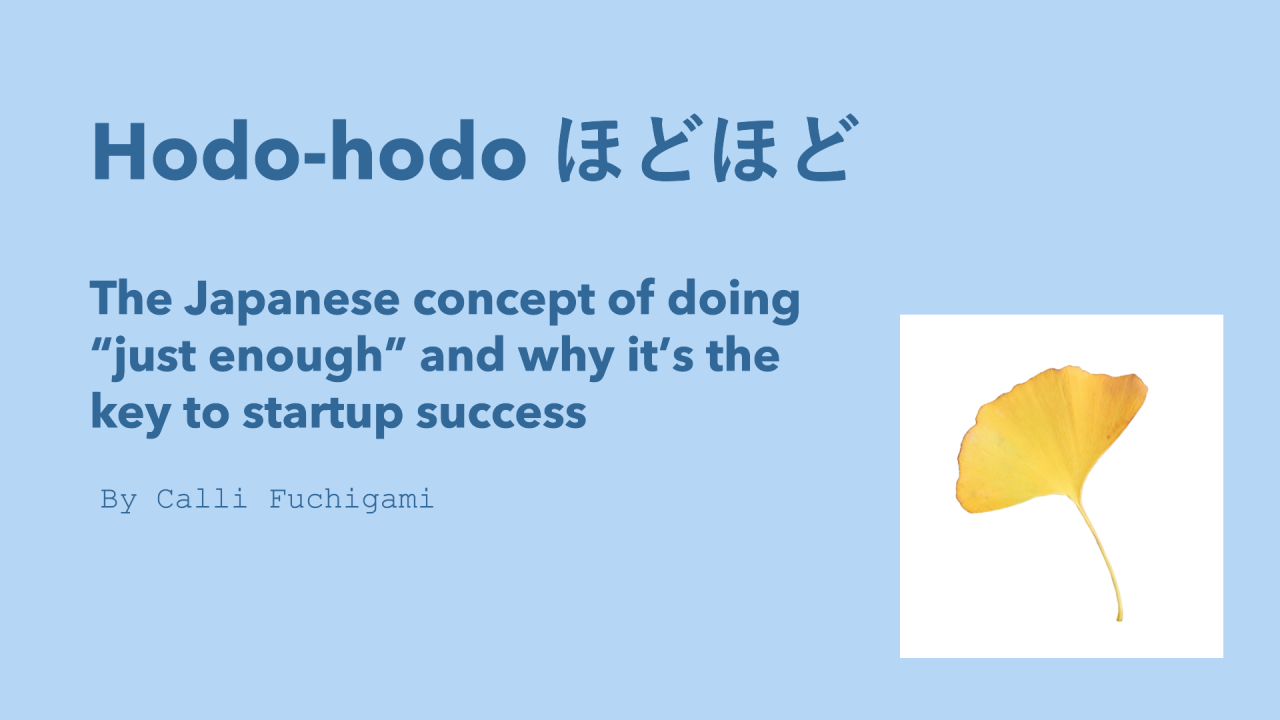 Hodo-hodo ほどほど
The Japanese concept of doing
“just enough” and why it’s the
key to startup success
By Calli Fuchigami